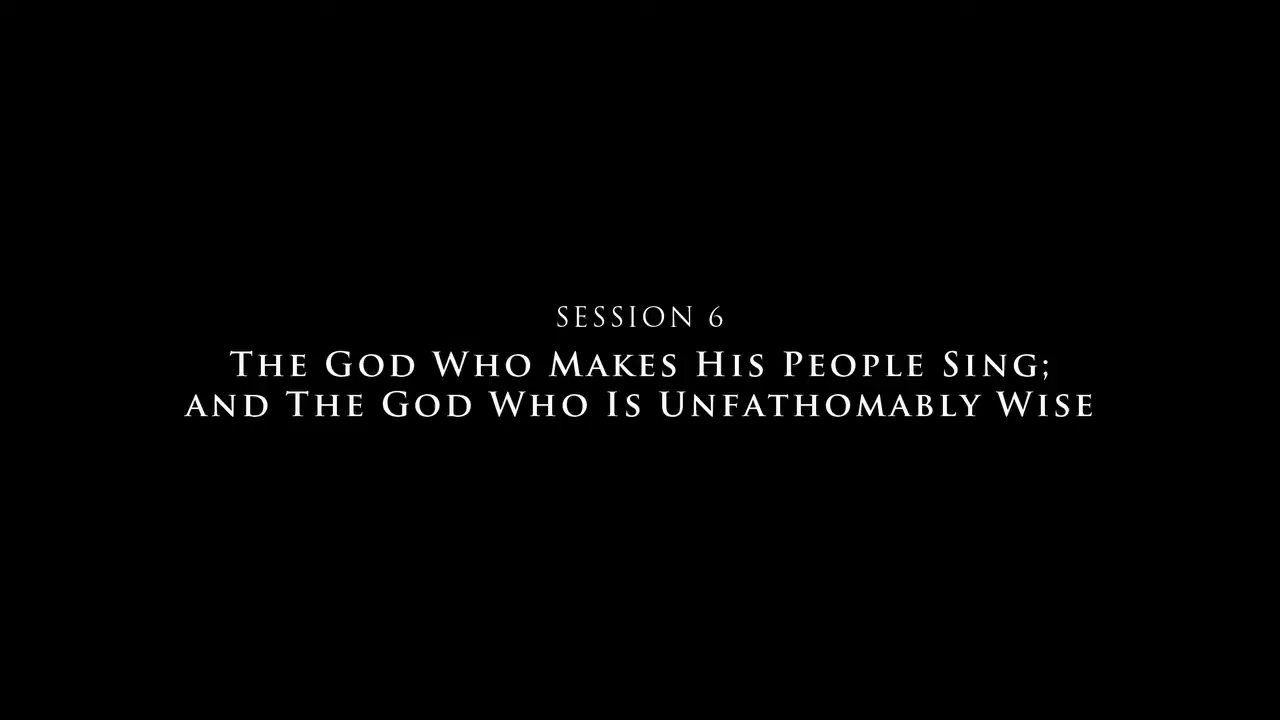 SESSION 6
THE GOD WHO MAKES HIS PEOPLE SING;
AND THE GOD WHO IS UNFATHOMABLY WISE